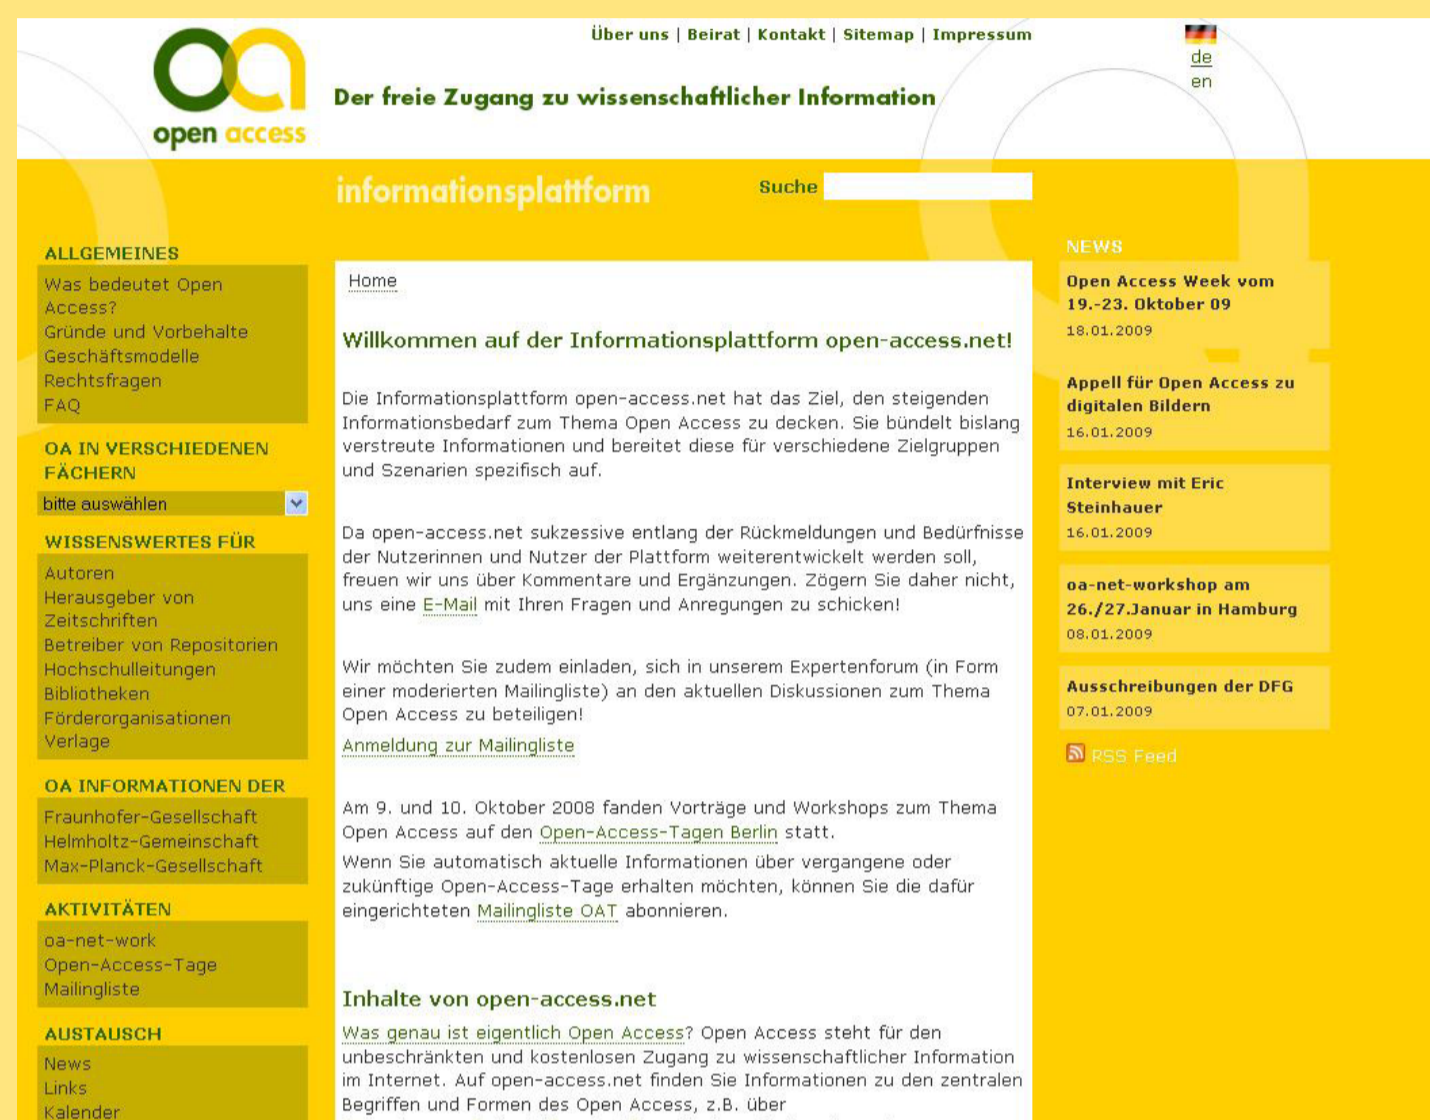 Über uns | Beirat | Kontakt | Sitemap | Impressum
de
en
oa
open access
Der freie Zugang zu wissenschaftlicher Information
informationsplattform
Suche
ALLGEMEINES
Was bedeutet Open
Access?
Gründe und Vorbehalte
Geschäftsmodelle
Rechtsfragen
FAQ
OA IN VERSCHIEDENEN
FÄCHERN
bitte auswählen
WISSENSWERTES FÜR
Autoren
Herausgeber von
Zeitschriften
Betreiber von Repositorien
Hochschulleitungen
Bibliotheken
Förderorganisationen
Verlage
OA INFORMATIONEN DER
Fraunhofer-Gesellschaft
Helmholtz-Gemeinschaft
Max-Planck-Gesellschaft
AKTIVITÄTEN
oa-net-work
Open-Access-Tage
Mailingliste
AUSTAUSCH
News
Links
Kalender
Home
Willkommen auf der Informationsplattform open-access.net!
Die Informationsplattform open-access.net hat das Ziel, den steigenden
Informationsbedarf zum Thema Open Access zu decken. Sie bündelt bislang
verstreute Informationen und bereitet diese für verschiedene Zielgruppen
und Szenarien spezifisch auf.
Da open-access.net sukzessive entlang der Rückmeldungen und Bedürfnisse
der Nutzerinnen und Nutzer der Plattform weiterentwickelt werden soll,
freuen wir uns über Kommentare und Ergänzungen. Zögern Sie daher nicht,
uns eine E-Mail mit Ihren Fragen und Anregungen zu schicken!
Wir möchten Sie zudem einladen, sich in unserem Expertenforum (in Form
einer moderierten Mailingliste) an den aktuellen Diskussionen zum Thema
Open Access zu beteiligen!
Anmeldung zur Mailingliste
Am 9. und 10. Oktober 2008 fanden Vorträge und Workshops zum Thema
Open Access auf den Open-Access-Tagen Berlin statt.
Wenn Sie automatisch aktuelle Informationen über vergangene oder
zukünftige Open-Access-Tage erhalten möchten, können Sie die dafür
eingerichteten Mailingliste OAT abonnieren.
Inhalte von open-access.net
Was genau ist eigentlich Open Access? Open Access steht für den
unbeschränkten und kostenlosen Zugang zu wissenschaftlicher Information
im Internet. Auf open-access.net finden Sie Informationen zu den zentralen
Begriffen und Formen des Open Access, z.B. über
NEWS
Open Access Week vom
19.-23. Oktober 09
18.01.2009
Appell für Open Access zu
digitalen Bildern
16.01.2009
Interview mit Eric
Steinhauer
16.01.2009
oa-net-workshop am
26./27.Januar in Hamburg
08.01.2009
Ausschreibungen der DFG
07.01.2009
RSS Feed